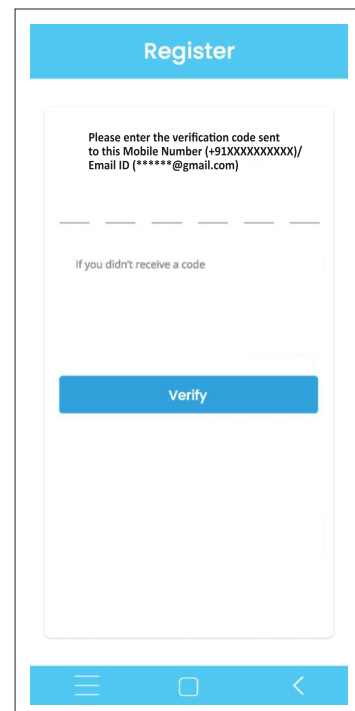 Register
Please enter the verification code sent
to this Mobile Number (+91XXXXXXXXXX)/
Email ID (******@gmail.com)
If you didn't receive a code
Verify